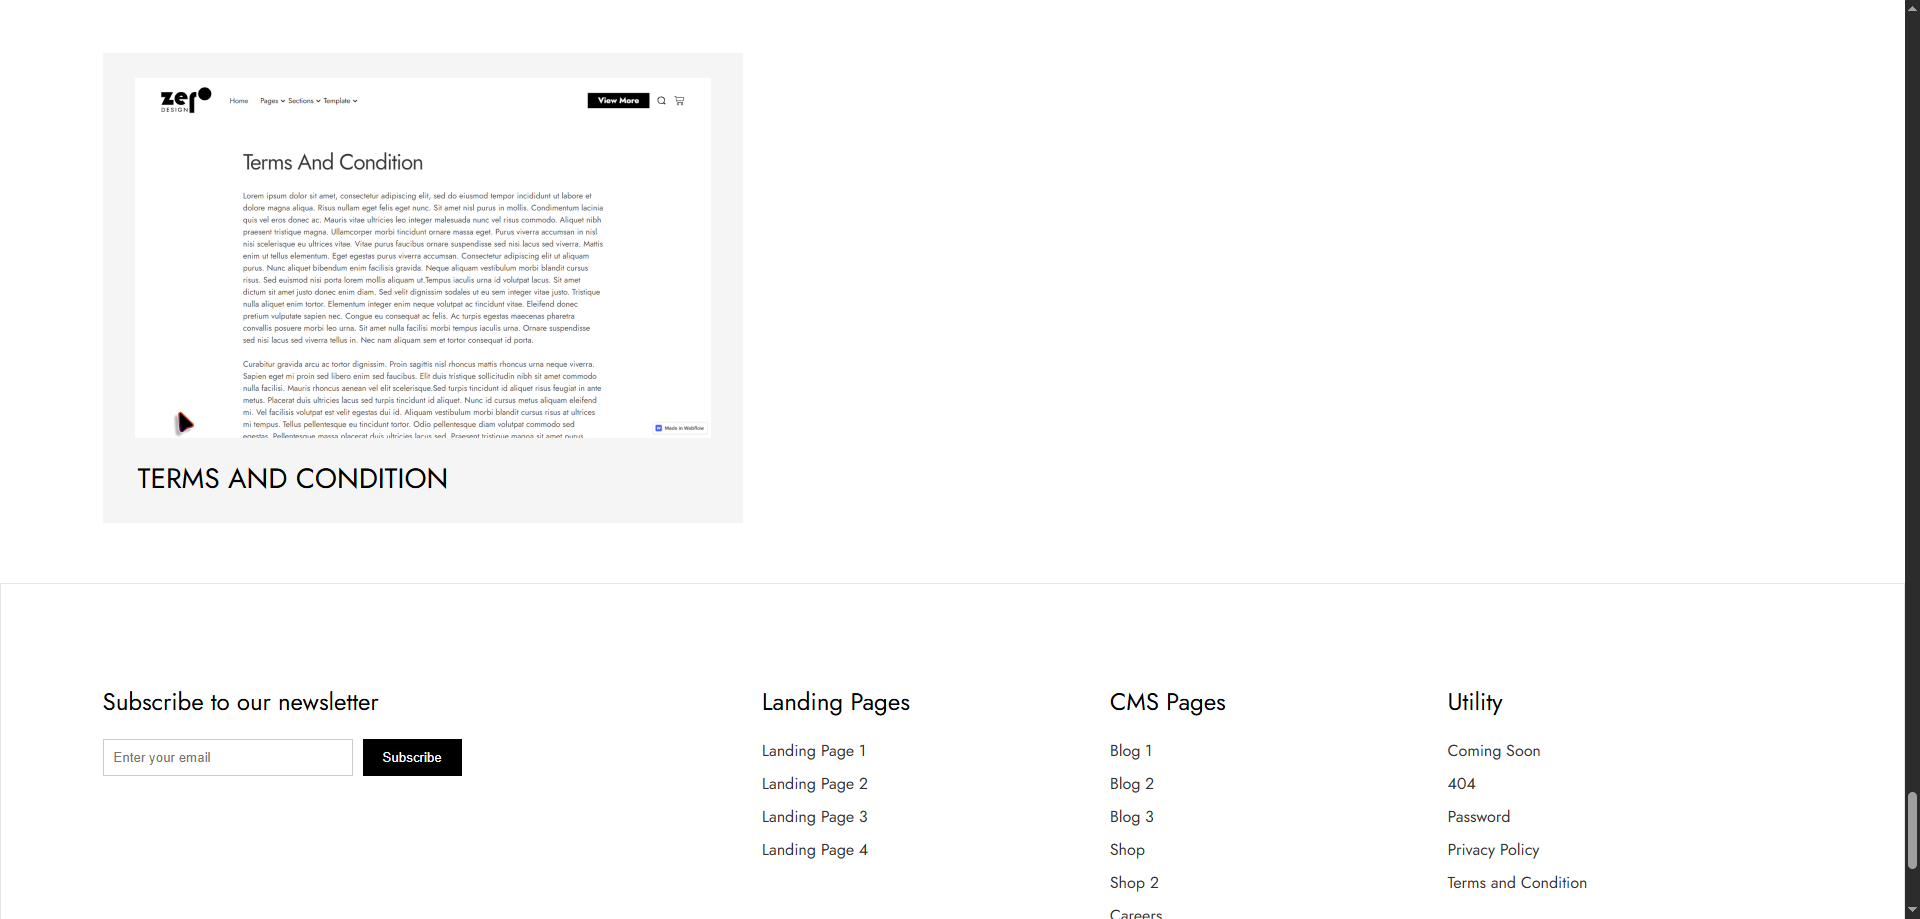 zero
DESIGN
Home Pages Sections Template
View More
Terms And Condition
Lorem ipsum dolor sit amet, consectetur adipiscing elit, sed do eiusmod tempor incididunt ut labore et
dolore magna aliqua. Risus nullam eget felis eget nunc. Sit amet nisl purus in mollis. Condimentum lacinia
quis vel eros donec ac. Mauris vitae ultricies leo integer malesuada nunc vel risus commodo. Aliquet nibh
praesent tristique magna. Ullamcorper morbi tincidunt ornare massa eget. Purus viverra accumsan in nisl
nisi scelerisque eu ultrices vitae. Vitae purus faucibus ornare suspendisse sed nisi lacus sed viverra. Mattis
enim ut tellus elementum. Eget egestas purus viverra accumsan. Consectetur adipiscing elit ut aliquam
purus. Nunc aliquet bibendum enim facilisis gravida. Neque aliquam vestibulum morbi blandit cursus
risus. Sed euismod nisi porta lorem mollis aliquam ut.Tempus iaculis urna id volutpat lacus. Sit amet
dictum sit amet justo donec enim diam. Sed velit dignissim sodales ut eu sem integer vitae justo. Tristique
nulla aliquet enim tortor. Elementum integer enim neque volutpat ac tincidunt vitae. Eleifend donec
pretium vulputate sapien nec. Congue eu consequat ac felis. Ac turpis egestas maecenas pharetra
convallis posuere morbi leo urna. Sit amet nulla facilisi morbi tempus iaculis urna. Ornare suspendisse
sed nisi lacus sed viverra tellus in. Nec nam aliquam sem et tortor consequat id porta.
Curabitur gravida arcu ac tortor dignissim. Proin sagittis nisl rhoncus mattis rhoncus urna neque viverra.
Sapien eget mi proin sed libero enim sed faucibus. Elit duis tristique sollicitudin nibh sit amet commodo
nulla facilisi. Mauris rhoncus aenean vel elit scelerisque.Sed turpis tincidunt id aliquet risus feugiat in ante
metus. Placerat duis ultricies lacus sed turpis tincidunt id aliquet. Nunc id cursus metus aliquam eleifend
mi. Vel facilisis volutpat est velit egestas dui id. Aliquam vestibulum morbi blandit cursus risus at ultrices
mi tempus. Tellus pellentesque eu tincidunt tortor. Odio pellentesque diam volutpat commodo sed
egestas. Pellentesque massa placerat duis ultricies lacus sed. Praesent tristique magna sit amet purus
Made in Webflow
TERMS AND CONDITION
Subscribe to our newsletter
Enter your email
Subscribe
Landing Pages
Landing Page 1
Landing Page 2
Landing Page 3
Landing Page 4
CMS Pages
Blog 1
Blog 2
Blog 3
Shop
Shop 2
Careers
Utility
Coming Soon
404
Password
Privacy Policy
Terms and Condition